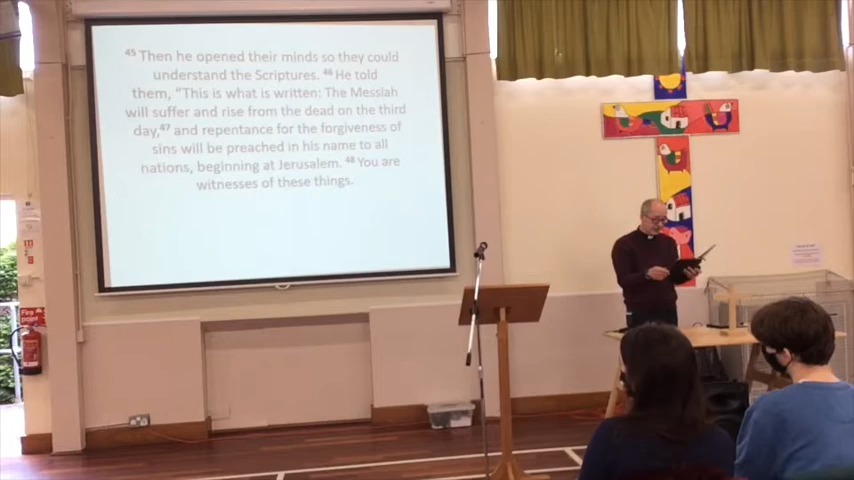 45 Then he opened their minds so they could
understand the Scriptures. 46 He told
them, “This is what is written: The Messiah
will suffer and rise from the dead on the third
day, 47 and repentance for the forgiveness of
sins will be preached in his name to all
nations, beginning at Jerusalem. 48 You are
witnesses of these things.
Fire point